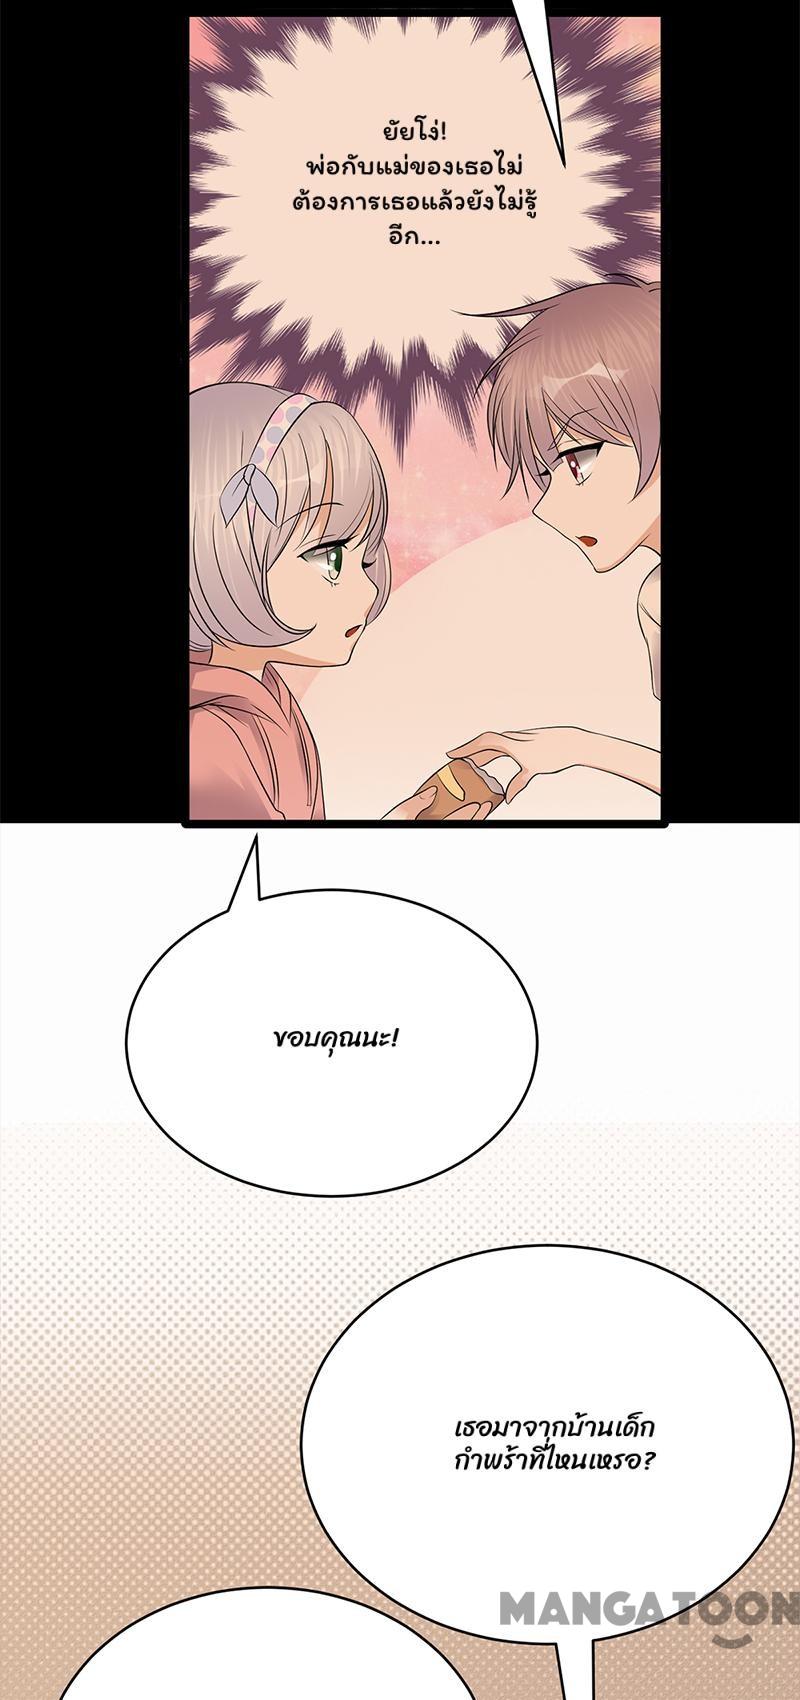 ยัยโง่!
พ่อกับแม่ของเธอไม่
ต้องการเธอแล้วยังไม่รู้
อีก...
ขอบคุณนะ!
เธอมาจากบ้านเด็ก
กำพร้าที่ไหนเหรอ?
MANGATOON